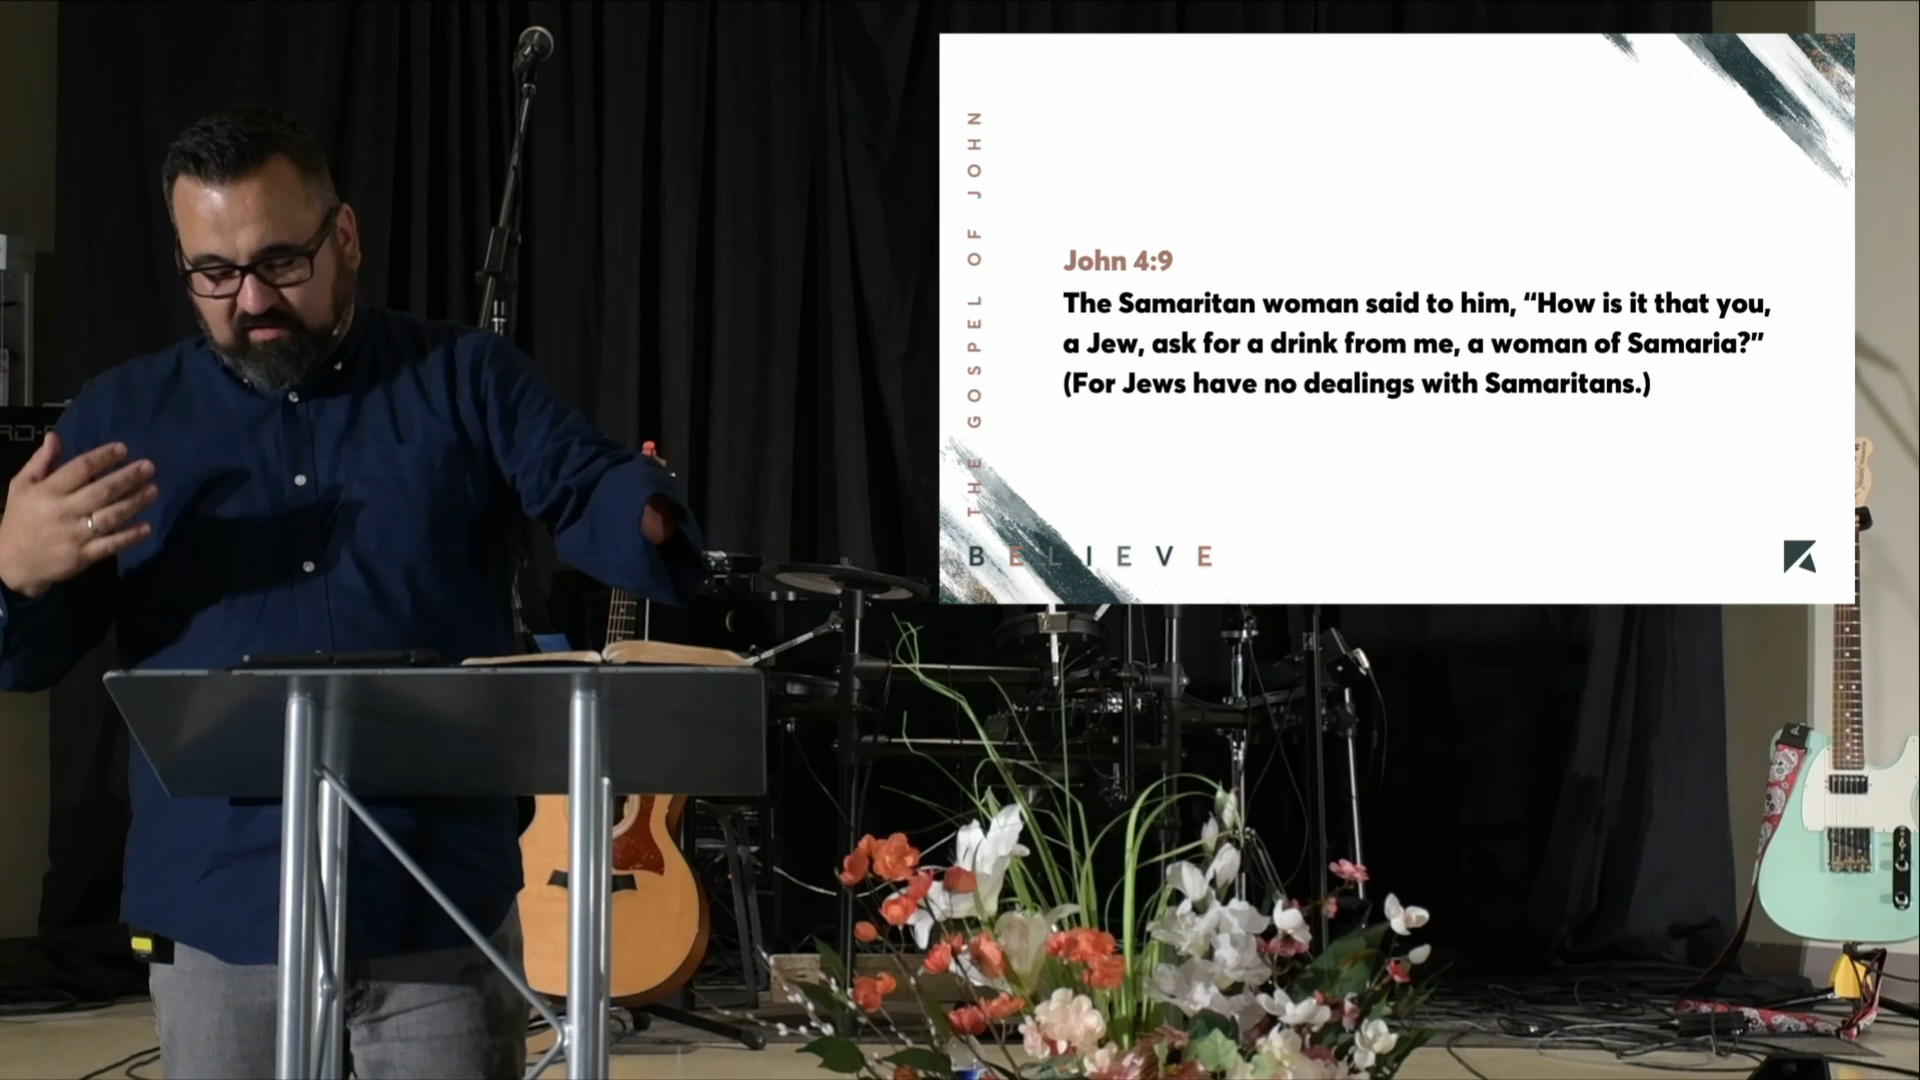 THE GOSPEL OF JOHN
John 4:9
The Samaritan woman said to him, “How is it that you,
a Jew, ask for a drink from me, a woman of Samaria?”
(For Jews have no dealings with Samaritans.)
BELIEVE